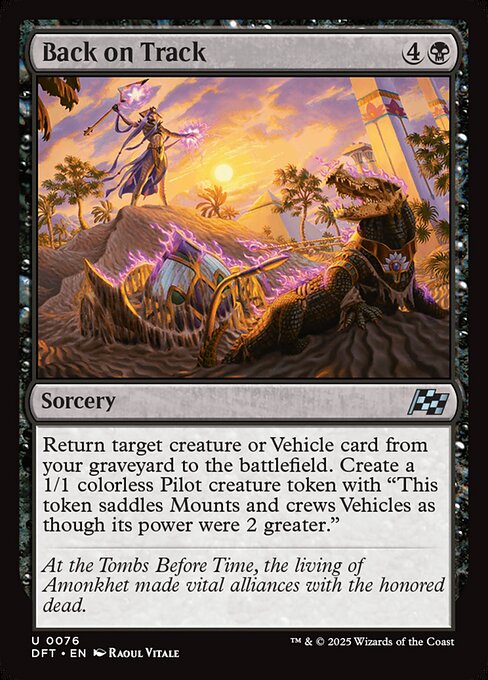 Back on Track 4
Sorcery
Return target creature or Vehicle card from
your graveyard to the battlefield. Create a
1/1 colorless Pilot creature token with “This
token saddles Mounts and crews Vehicles as
though its power were 2 greater.”
At the Tombs Before Time, the living of
Amonkhet made vital alliances with the honored
dead.
U 0076
DFT • EN Raoul Vitale
™ & © 2025 Wizards of the Coast